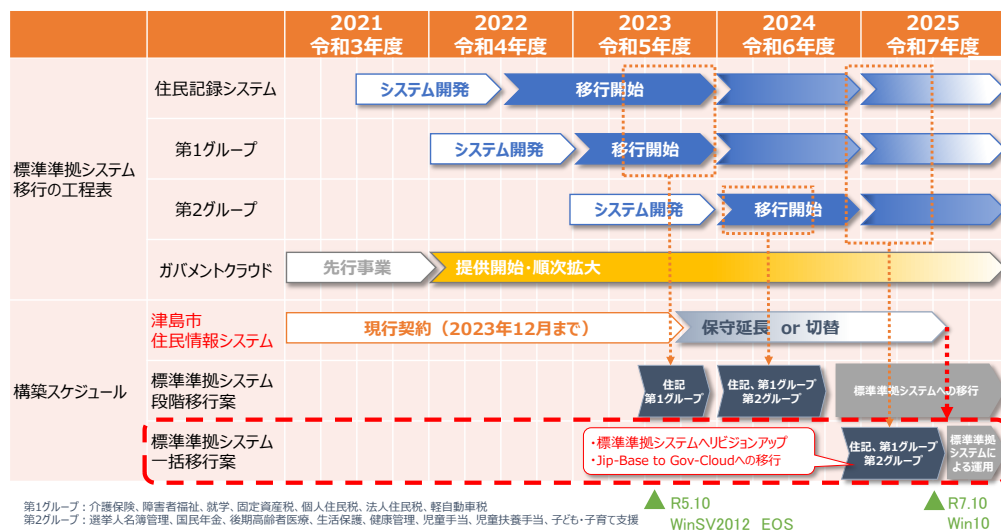 2021
令和3年度
2022
令和4年度
2023
令和5年度
2024
令和6年度
2025
令和7年度
標準準拠システム
移行の工程表
住民記録システム
システム開発
移行開始
第1グループ
システム開発
移行開始
第2グループ
システム開発
移行開始
ガバメントクラウド
先行事業
提供開始・順次拡大
構築スケジュール
津島市
住民情報システム
現行契約（2023年12月まで）
保守延長 or 切替
標準準拠システム
段階移行案
住記
第1グループ
住記、第1グループ
第2グループ
標準準拠システムへの移行
標準準拠システム
一括移行案
・標準準拠システムへリビジョンアップ
・Jip-Base to Gov-Cloudへの移行
住記、第1グループ
第2グループ
標準準拠
システムに
よる運用
第1グループ：介護保険、障害者福祉、就学、固定資産税、個人住民税、法人住民税、軽自動車税
第2グループ：選挙人名簿管理、国民年金、後期高齢者医療、生活保護、健康管理、児童手当、児童扶養手当、子ども・子育て支援
R5.10
WinSV2012 EOS
R7.10
Win10